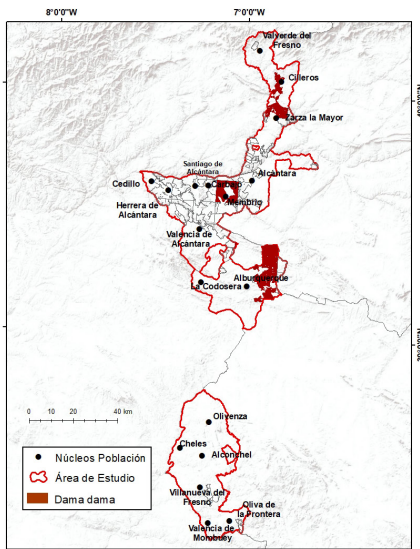 8°0'0"W 7°0'0"W
Valverde del
Fresno
Cilleros
Zarza la Mayor
Santiago de
Alcántara
Cedillo
Carbajo
Alcántara
Membrio
Herrera de
Alcántara
Valencia de
Alcántara
Alburquerque
La Codosera
0 10 20 40 km
Olivenza
Cheles
Alconchel
Villanueva del
Fresno
Oliva de
la Frontera
Valencia de
Mombuey
Núcleos Población
Área de Estudio
Dama dama